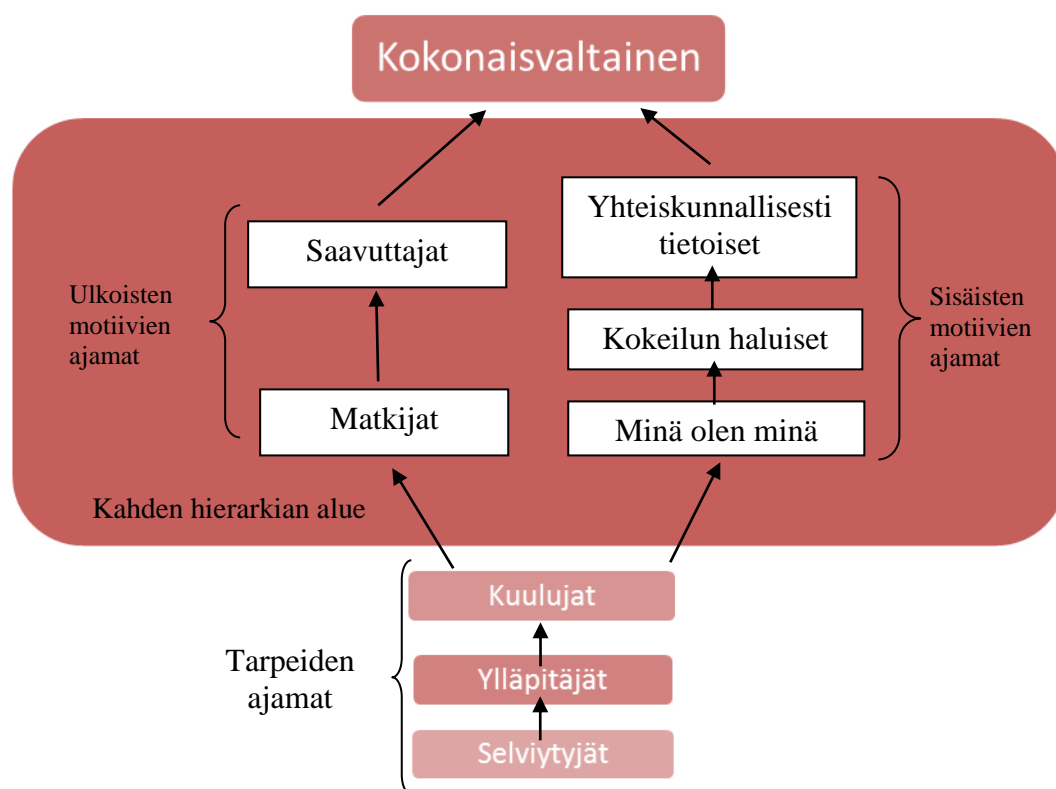 Kokonaisvaltainen
Yhteiskunnallisesti
tietoiset
Saavuttajat
Ulkoisten
motiivien
ajamat
Sisäisten
motiivien
ajamat
Kokeilun haluiset
Matkijat
Minä olen minä
Kahden hierarkian alue
Kuulujat
Tarpeiden
ajamat
Ylläpitäjät
Selviytyjät